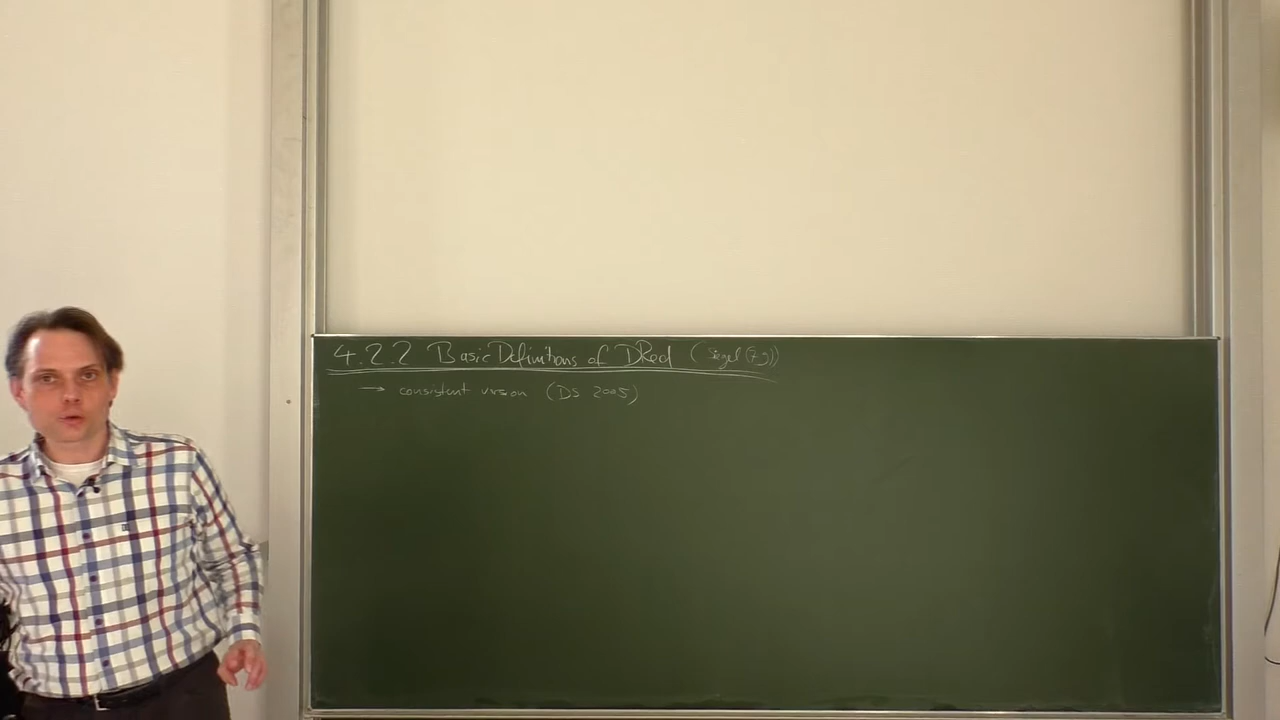 4.2.2 Basic Definitions of DRed (Siegel (79))
→ consistent version (DS 2005)